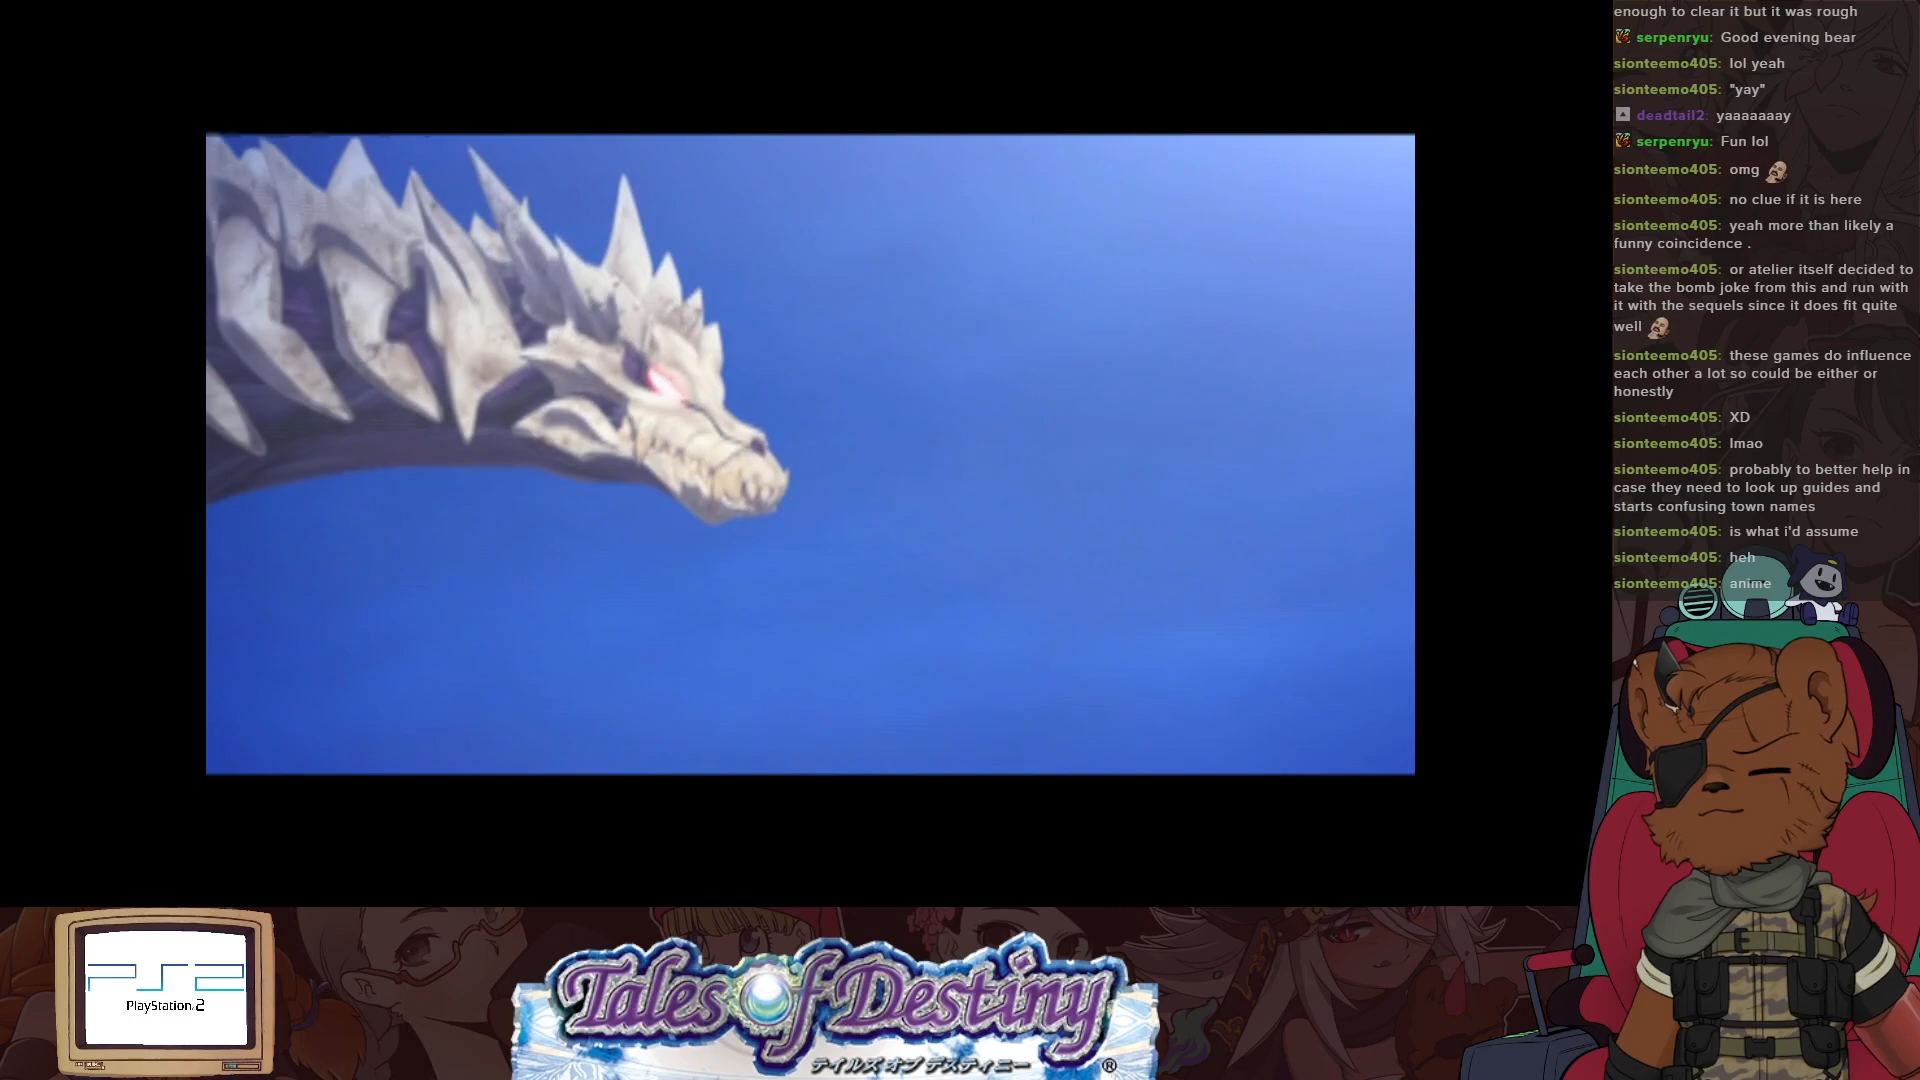 enough to clear it but it was rough
serpenryu: Good evening bear
sionteemo405: lol yeah
sionteemo405: "yay"
deadtail2: yaaaaaaay
serpenryu: Fun lol
sionteemo405: omg
sionteemo405: no clue if it is here
sionteemo405: yeah more than likely a
funny coincidence .
sionteemo405: or atelier itself decided to
take the bomb joke from this and run with
it with the sequels since it does fit quite
well
sionteemo405: these games do influence
each other a lot so could be either or
honestly
sionteemo405: XD
sionteemo405: lmao
sionteemo405: probably to better help in
case they need to look up guides and
starts confusing town names
sionteemo405: is what i'd assume
sionteemo405: heh
sionteemo405: anime
PS2
PlayStation.2
Tales of Destiny
テイルズ オブ デスティニー ®